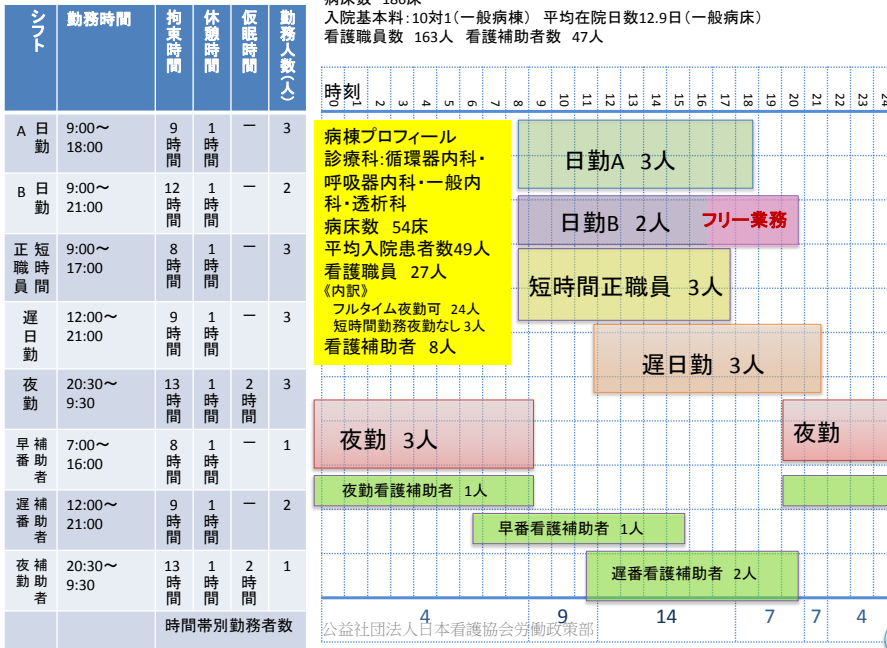 病床数 186床
入院基本料:10対1(一般病棟) 平均在院日数12.9日(一般病床)
看護職員数 163人 看護補助者数 47人
シフト 勤務時間 拘束時間 休憩時間 仮眠時間 勤務人数(人)
A日勤 9:00〜18:00 9時間 1時間 － 3
B日勤 9:00〜21:00 12時間 1時間 － 2
短時間正職員 9:00〜17:00 8時間 1時間 － 3
遅日勤 12:00〜21:00 9時間 1時間 － 3
夜勤 20:30〜9:30 13時間 1時間 2時間 3
補助者早番 7:00〜16:00 8時間 1時間 － 1
補助者遅番 12:00〜21:00 9時間 1時間 － 2
補助者夜勤 20:30〜9:30 13時間 1時間 2時間 1
時間帯別勤務者数
時刻
0 1 2 3 4 5 6 7 8 9 10 11 12 13 14 15 16 17 18 19 20 21 22 23 24
病棟プロフィール
診療科:循環器内科・
呼吸器内科・一般内
科・透析科
病床数 54床
平均入院患者数49人
看護職員 27人
《内訳》
フルタイム夜勤可 24人
短時間勤務夜勤なし3人
看護補助者 8人
日勤A 3人
日勤B 2人 フリー業務
短時間正職員 3人
遅日勤 3人
夜勤 3人 夜勤
夜勤看護補助者 1人
早番看護補助者 1人
遅番看護補助者 2人
4 9 14 7 7 4
公益社団法人日本看護協会労働政策部